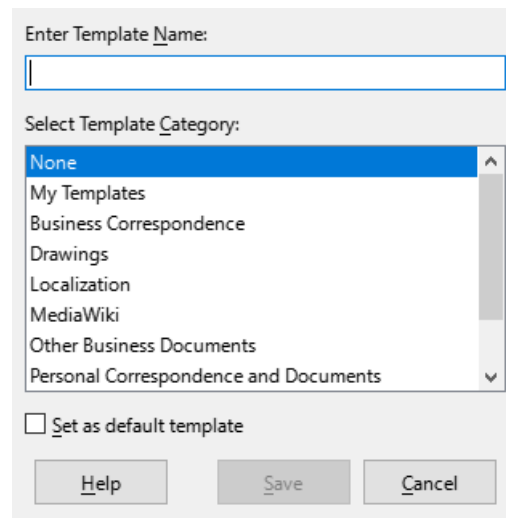 Enter Template Name:
Select Template Category:
None
My Templates
Business Correspondence
Drawings
Localization
MediaWiki
Other Business Documents
Personal Correspondence and Documents
Set as default template
Help Save Cancel